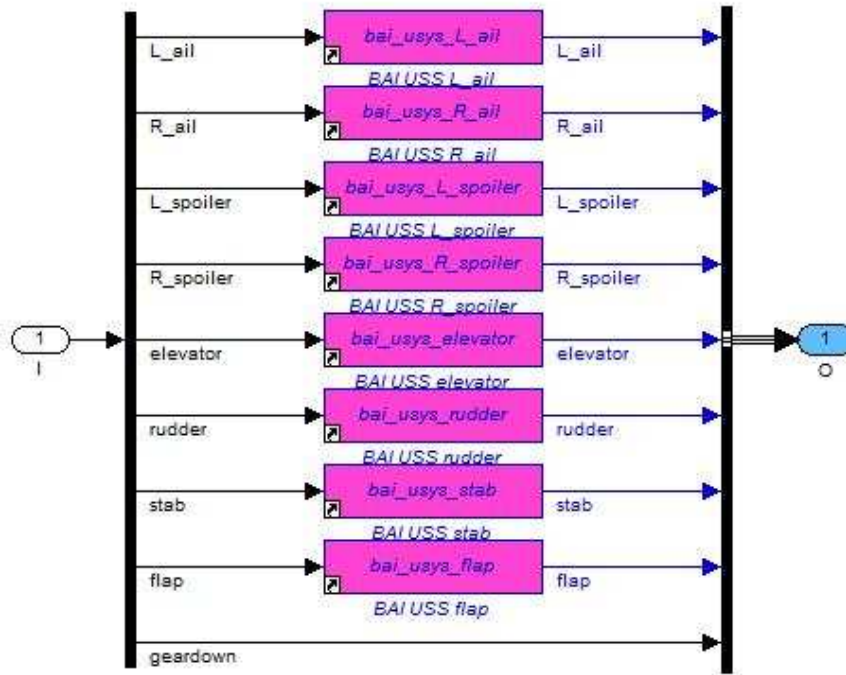 bai_usys_L_ail
L_ail
L_ail
BAI USS L_ail
bai_usys_R_ail
R_ail
R_ail
BAI USS R_ail
bai_usys_L_spoiler
L_spoiler
L_spoiler
BAI USS L_spoiler
bai_usys_R_spoiler
R_spoiler
R_spoiler
BAI USS R_spoiler
1
bai_usys_elevator
1
I
elevator
elevator
O
BAI USS elevator
bai_usys_rudder
rudder
rudder
BAI USS rudder
bai_usys_stab
stab
stab
BAI USS stab
bai_usys_flap
flap
flap
BAI USS flap
geardown